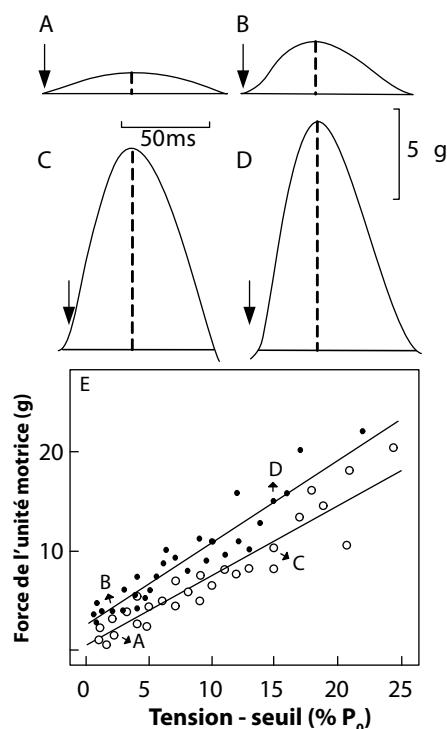 A
B
50ms
5 g
C
D
E
Force de l'unité motrice (g)
20
10
D
B
C
A
0
5
10
15
20
25
Tension - seuil (% P₀)